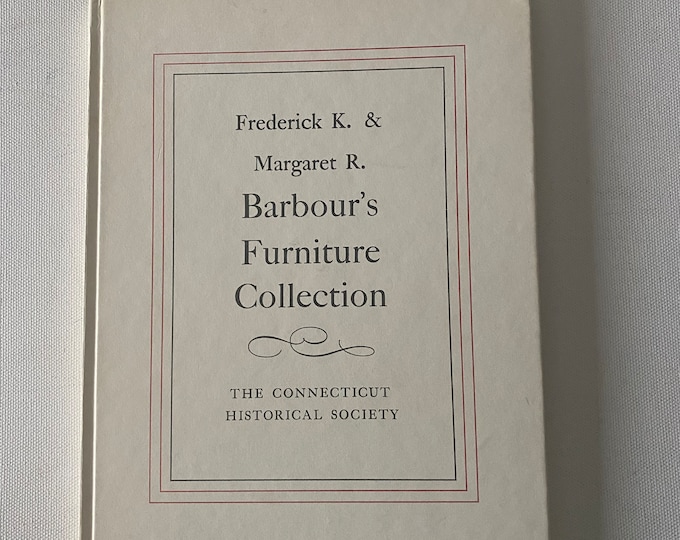 Frederick K. &
Margaret R.
Barbour's
Furniture
Collection
THE CONNECTICUT
HISTORICAL SOCIETY